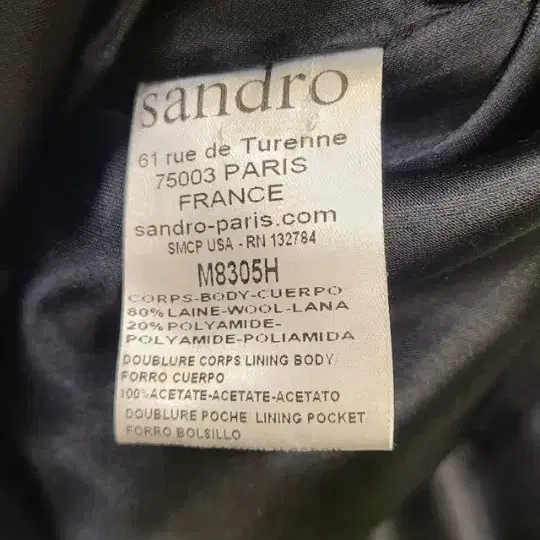 sandro
61 rue de Turenne
75003 PARIS
FRANCE
sandro-paris.com
SMCP USA - RN 132784
M8305H
CORPS-BODY-CUERPO
80%LAINE-WOOL-LANA
20%POLYAMIDE-
POLYAMIDE-POLIAMIDA
DOUBLURE CORPS LINING BODY
FORRO CUERPO
100%ACETATE-ACETATE-ACETATO
DOUBLURE POCHE LINING POCKET
FORRO BOLSILLO